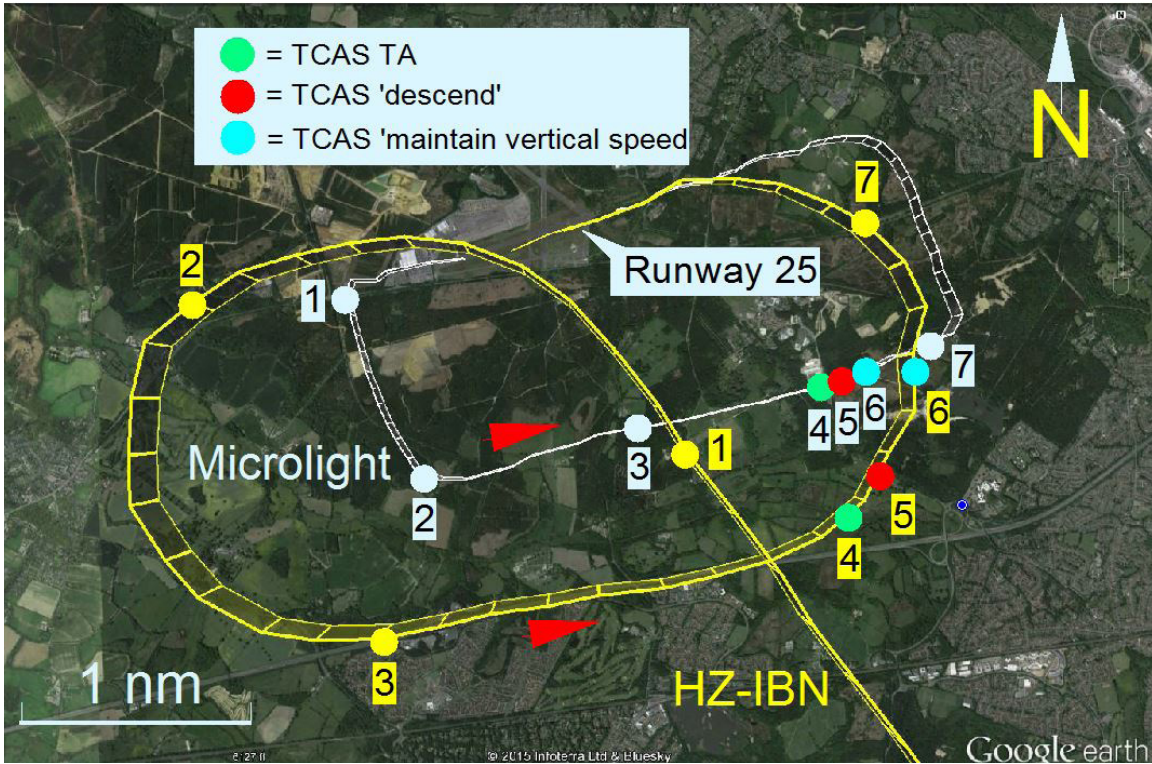 = TCAS TA
= TCAS 'descend'
= TCAS 'maintain vertical speed
N
N
7
2
Runway 25
1
7
6
4
5
6
3
1
Microlight
2
5
4
3
1 nm
HZ-IBN
© 2015 Infoterra Ltd & Bluesky
Google earth